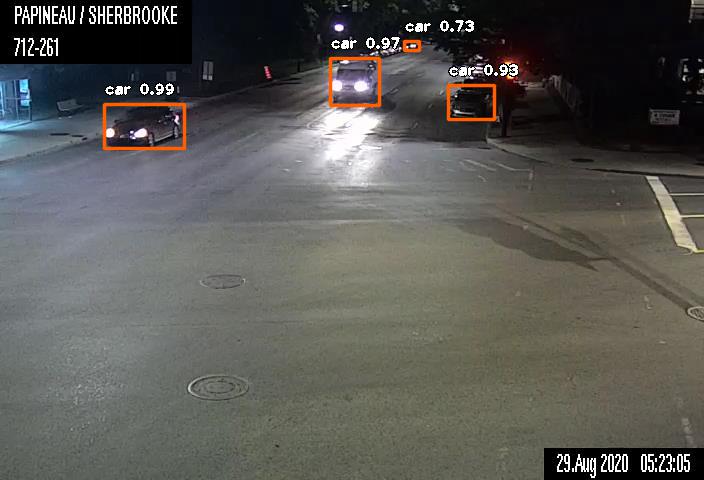 PAPINEAU / SHERBROOKE
712-261
car 0.73
car 0.97
car 0.93
car 0.99
29.Aug 2020 05:23:05